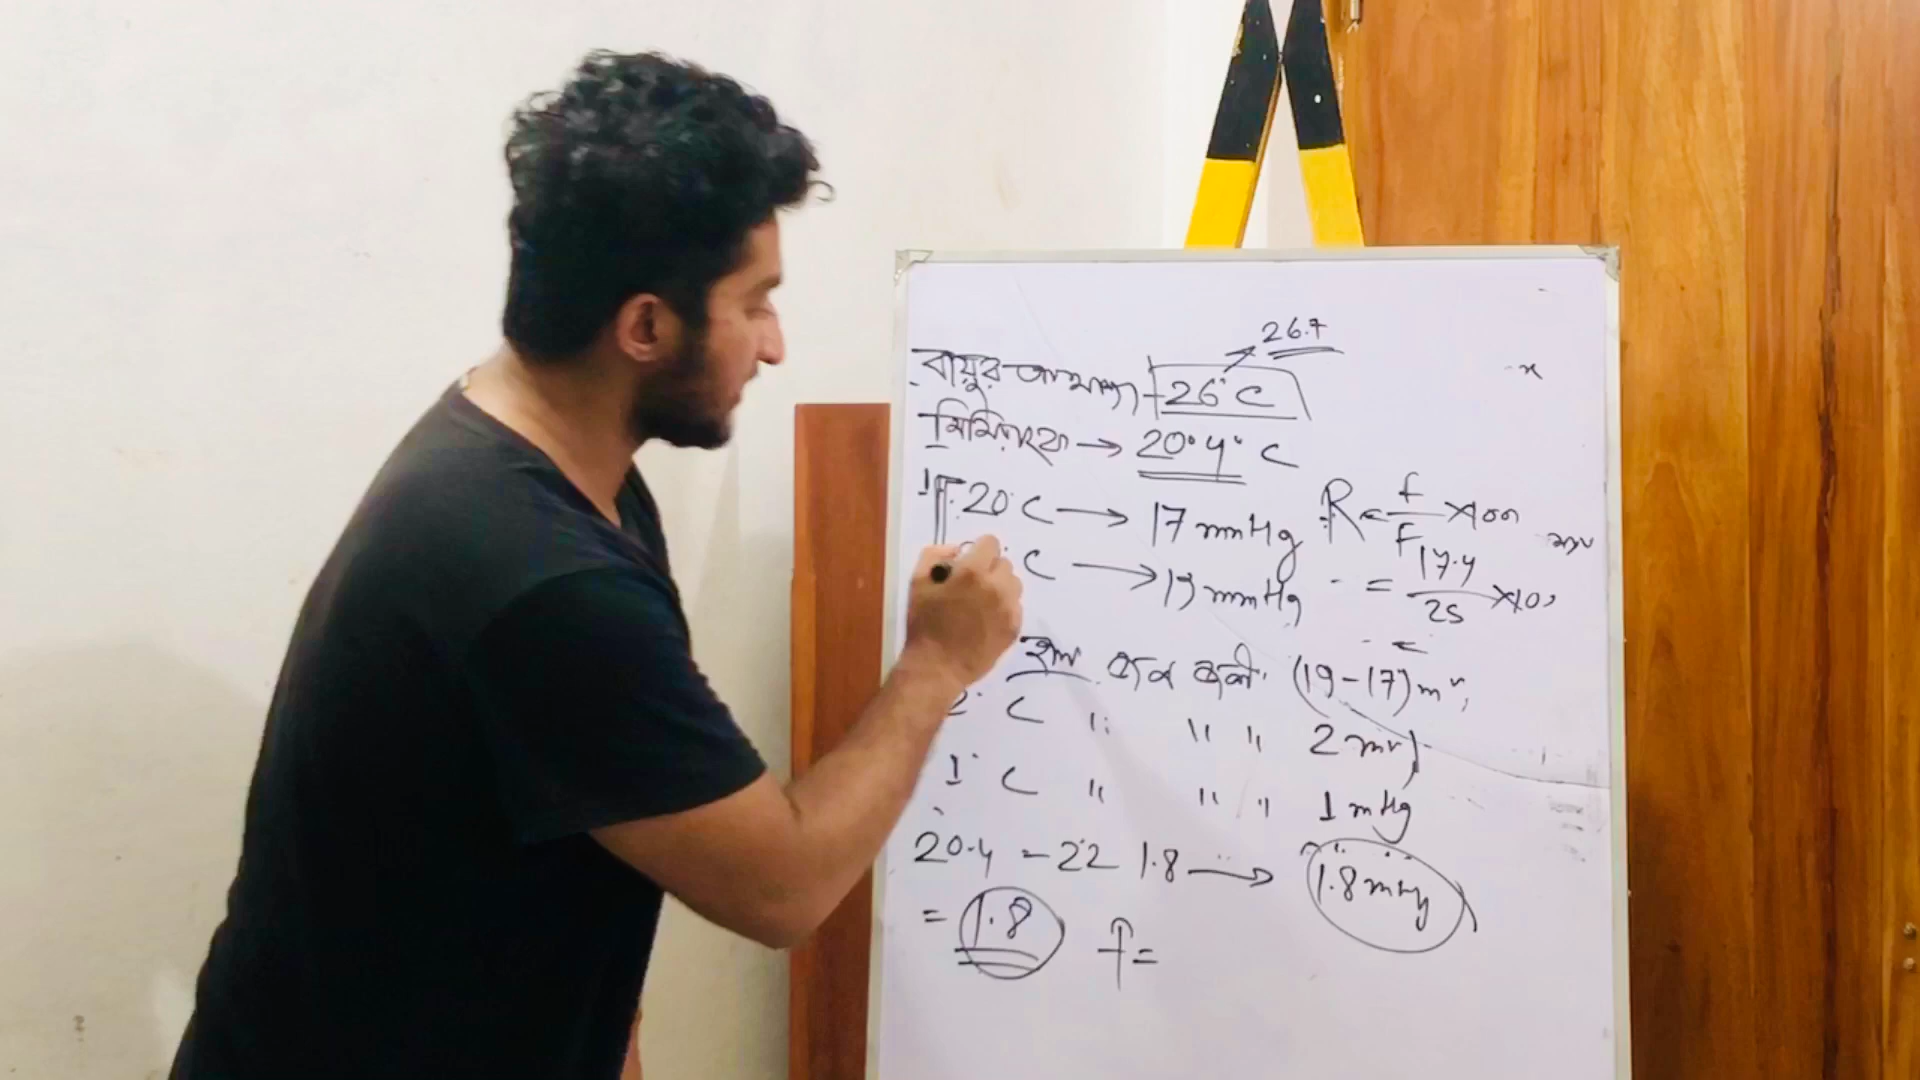 26.7
বায়ুর তাপমাত্রা 26°C
শিশিরাংক → 20.4°C
20°C → 17 mmHg
C → 19 mmHg
R = f/F × 100
= 17.4/25 × 100
(19-17)
2° C " " " 2
1° C " " " 1 mHg
20.4 - 22 1.8 → 1.8 mHg
= 1.8 f =